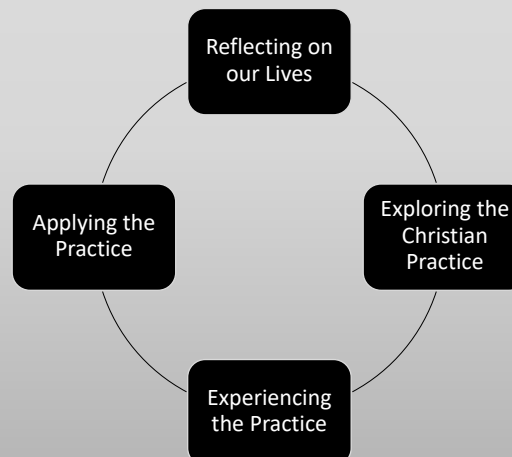 Reflecting on
our Lives
Exploring the
Christian
Practice
Experiencing
the Practice
Applying the
Practice